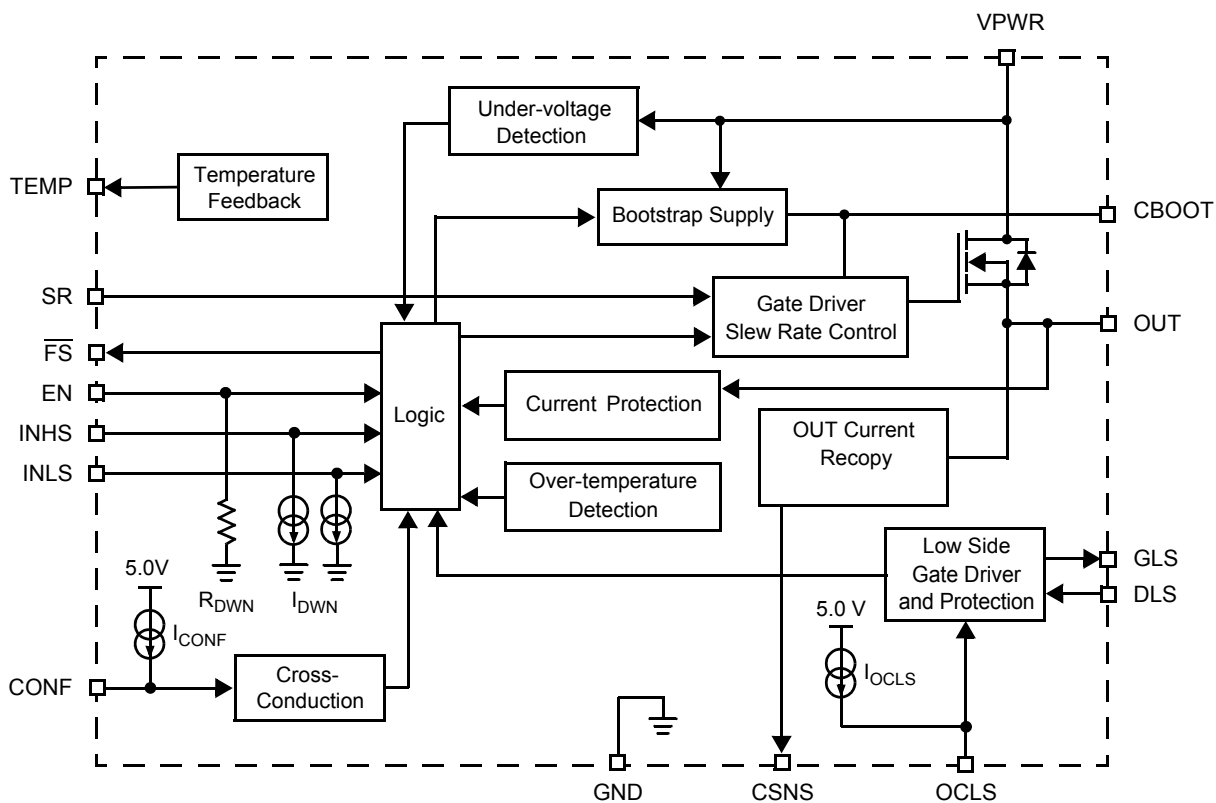 VPWR
Under-voltage
Detection
TEMP
Temperature
Feedback
Bootstrap Supply
CBOOT
SR
Gate Driver
Slew Rate Control
OUT
FS
EN
Logic
Current Protection
INHS
OUT Current
Recopy
INLS
Over-temperature
Detection
Low Side
Gate Driver
and Protection
GLS
DLS
5.0V
RDWN
IDWN
5.0 V
ICONF
IOCLS
CONF
Cross-
Conduction
GND
CSNS
OCLS